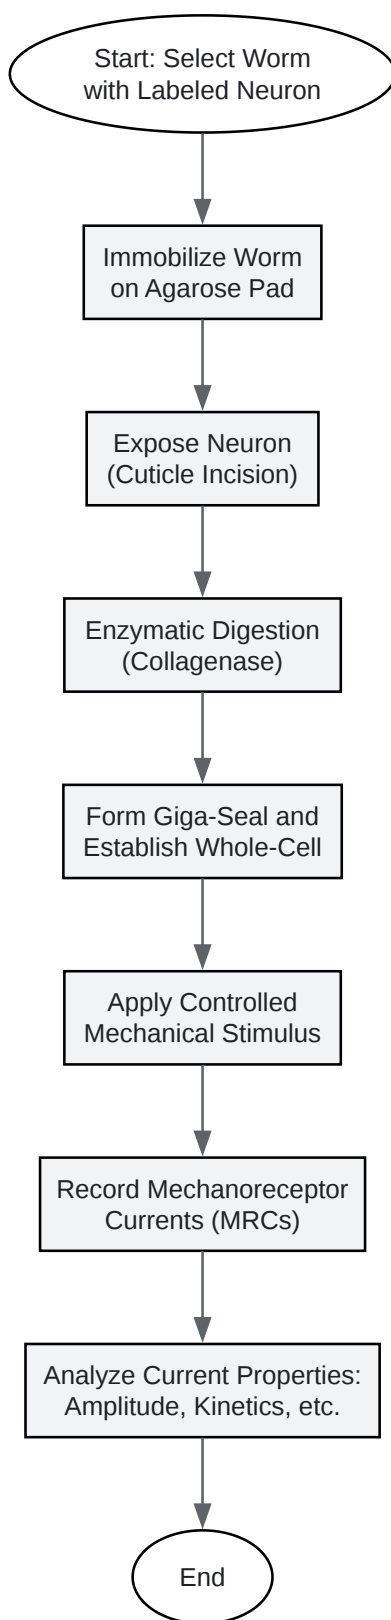 Start: Select Worm
with Labeled Neuron
Immobilize Worm
on Agarose Pad
Expose Neuron
(Cuticle Incision)
Enzymatic Digestion
(Collagenase)
Form Giga-Seal and
Establish Whole-Cell
Apply Controlled
Mechanical Stimulus
Record Mechanoreceptor
Currents (MRCs)
Analyze Current Properties:
Amplitude, Kinetics, etc.
End